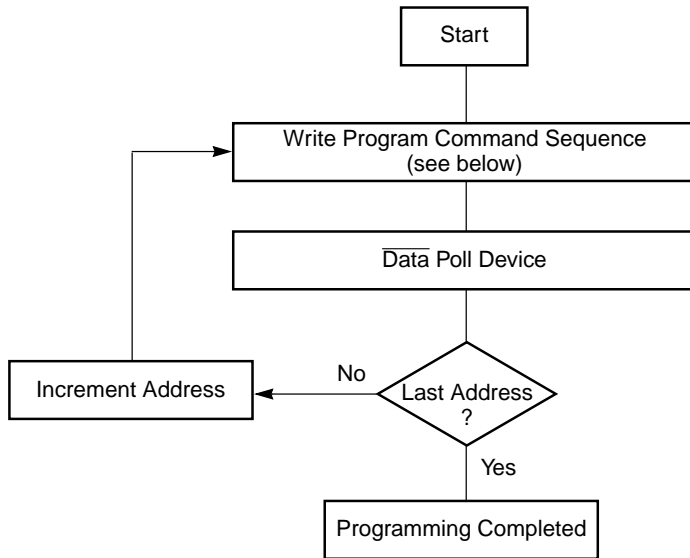 Start
Write Program Command Sequence
(see below)
Data Poll Device
No
Last Address
?
Increment Address
Yes
Programming Completed